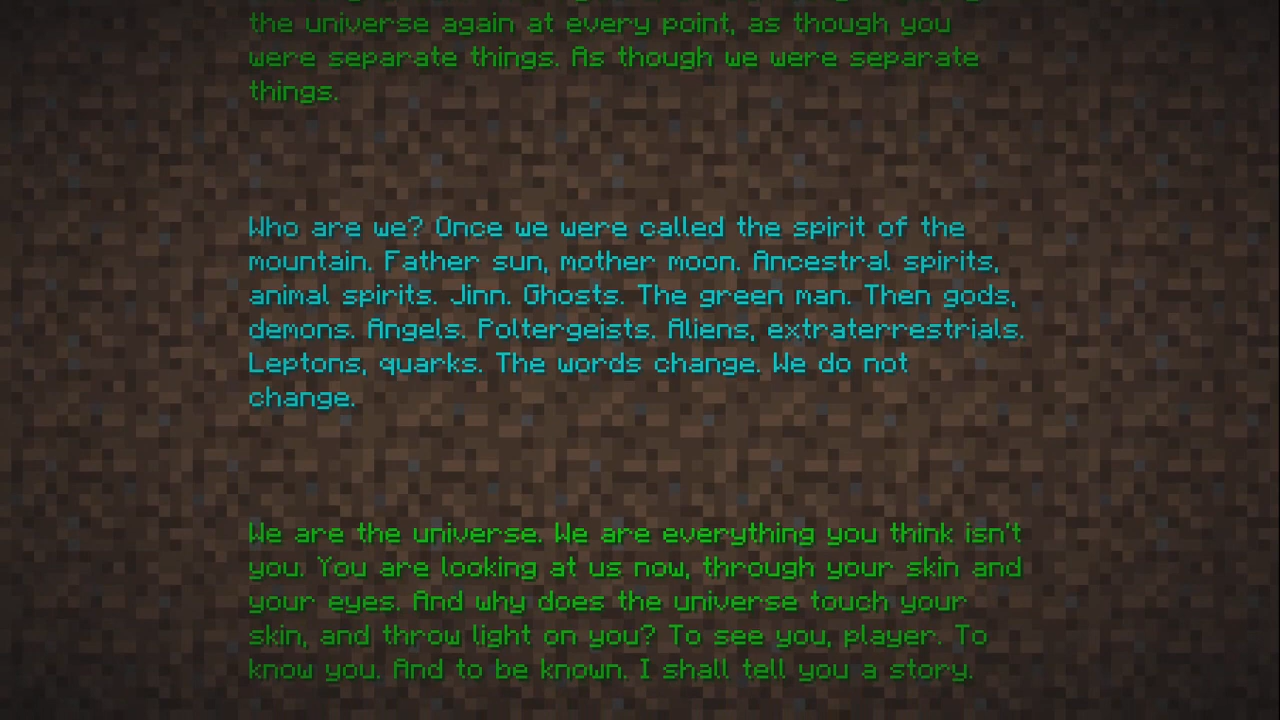 the universe again at every point, as though you
were separate things. As though we were separate
things.
Who are we? Once we were called the spirit of the
mountain. Father sun, mother moon. Ancestral spirits,
animal spirits. Jinn. Ghosts. The green man. Then gods,
demons. Angels. Poltergeists. Aliens, extraterrestrials.
Leptons, quarks. The words change. We do not
change.
We are the universe. We are everything you think isn't
you. You are looking at us now, through your skin and
your eyes. And why does the universe touch your
skin, and throw light on you? To see you, player. To
know you. And to be known. I shall tell you a story.